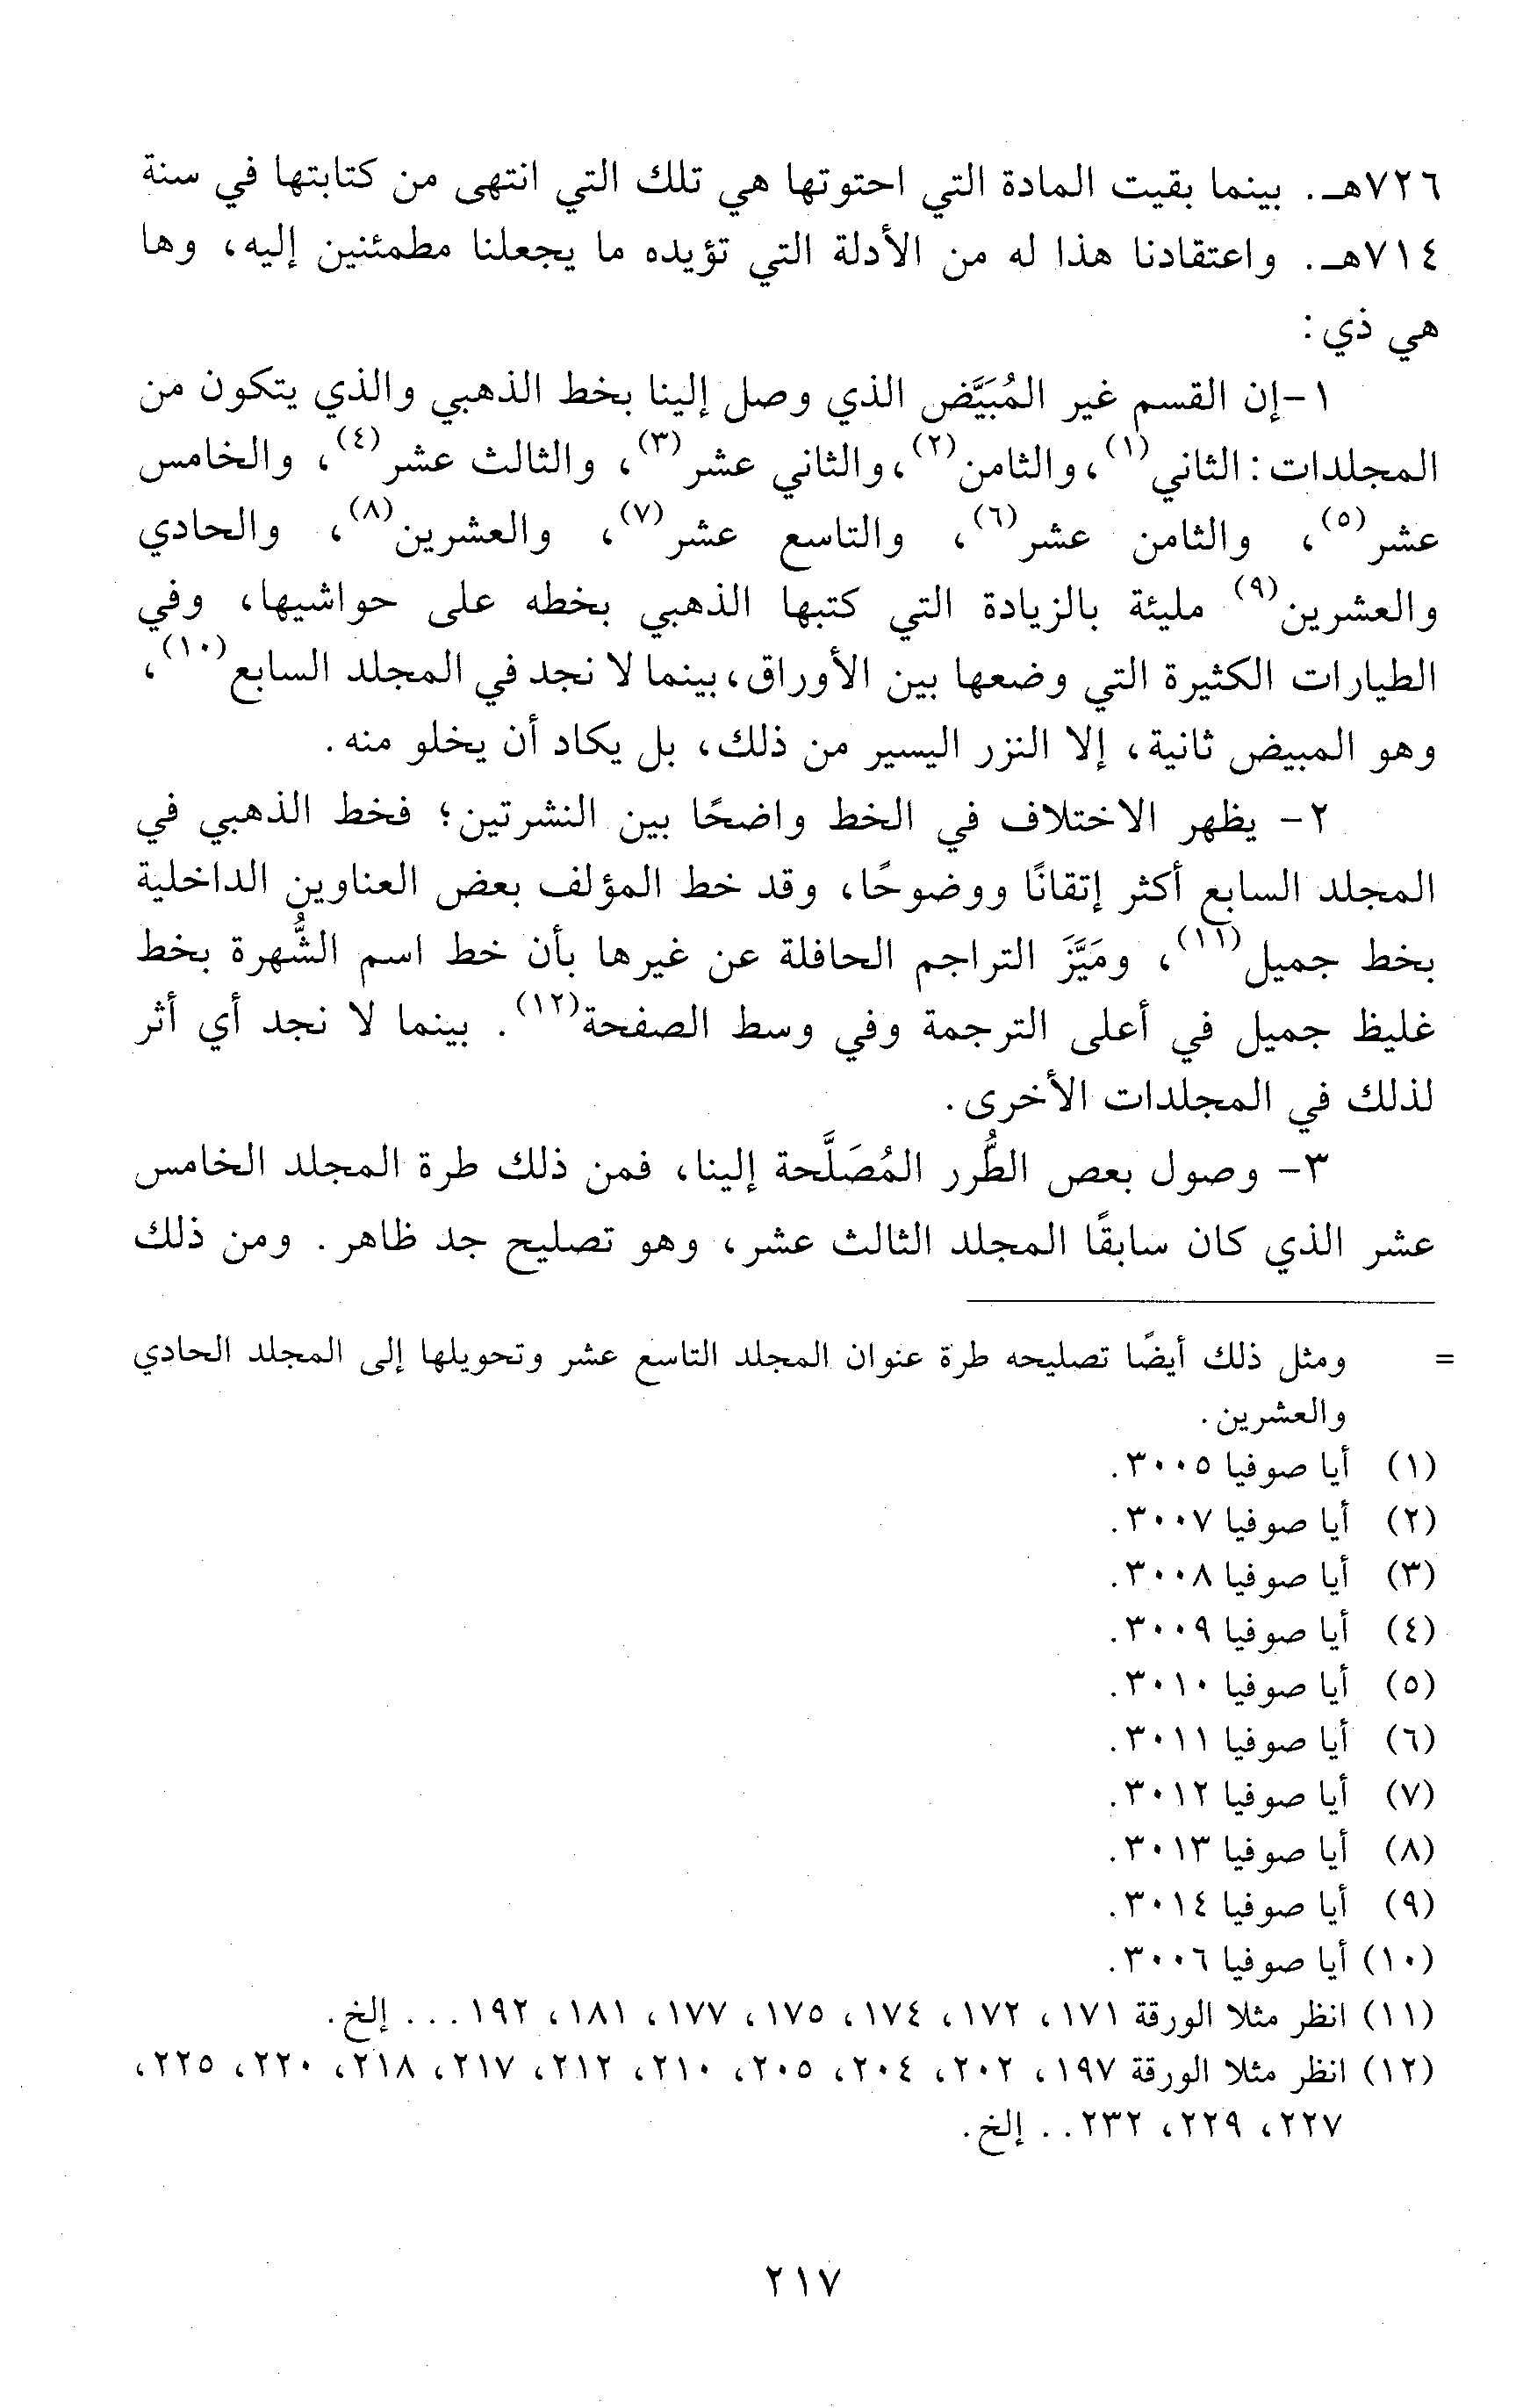 ٧٢٦هـ. بينما بقيت المادة التي احتوتها هي تلك التي انتهى من كتابتها في سنة
٧١٤هـ. واعتقادنا هذا له من الأدلة التي تؤيده ما يجعلنا مطمئنين إليه، وها
هي ذي:
١-إن القسم غير المُبَيَّض الذي وصل إلينا بخط الذهبي والذي يتكون من
المجلدات: الثاني(١)، والثامن(٢)، والثاني عشر(٣)، والثالث عشر(٤)، والخامس
عشر(٥)، والثامن عشر(٦)، والتاسع عشر(٧)، والعشرين(٨)، والحادي
والعشرين(٩) مليئة بالزيادة التي كتبها الذهبي بخطه على حواشيها، وفي
الطيارات الكثيرة التي وضعها بين الأوراق، بينما لا نجد في المجلد السابع(١٠)،
وهو المبيض ثانية، إلا النزر اليسير من ذلك، بل يكاد أن يخلو منه.
٢- يظهر الاختلاف في الخط واضحًا بين النشرتين؛ فخط الذهبي في
المجلد السابع أكثر إتقانًا ووضوحًا، وقد خط المؤلف بعض العناوين الداخلية
بخط جميل(١١)، ومَيَّزَ التراجم الحافلة عن غيرها بأن خط اسم الشُّهرة بخط
غليظ جميل في أعلى الترجمة وفي وسط الصفحة(١٢). بينما لا نجد أي أثر
لذلك في المجلدات الأخرى.
٣- وصول بعص الطُّرر المُصَلَّحة إلينا، فمن ذلك طرة المجلد الخامس
عشر الذي كان سابقًا المجلد الثالث عشر، وهو تصليح جد ظاهر. ومن ذلك
= ومثل ذلك أيضًا تصليحه طرة عنوان المجلد التاسع عشر وتحويلها إلى المجلد الحادي
والعشرين.
(١) أيا صوفيا ٣٠٠٥.
(٢) أيا صوفيا ٣٠٠٧.
(٣) أيا صوفيا ٣٠٠٨.
(٤) أيا صوفيا ٣٠٠٩.
(٥) أيا صوفيا ٣٠١٠.
(٦) أيا صوفيا ٣٠١١.
(٧) أيا صوفيا ٣٠١٢.
(٨) أيا صوفيا ٣٠١٣.
(٩) أيا صوفيا ٣٠١٤.
(١٠) أيا صوفيا ٣٠٠٦.
(١١) انظر مثلا الورقة ١٧١، ١٧٢، ١٧٤، ١٧٥، ١٧٧، ١٨١، ١٩٢... إلخ.
(١٢) انظر مثلا الورقة ١٩٧، ٢٠٢، ٢٠٤، ٢٠٥، ٢١٠، ٢١٢، ٢١٧، ٢١٨، ٢٢٠، ٢٢٥،
٢٢٧، ٢٢٩، ٢٣٢.. إلخ.
٢١٧